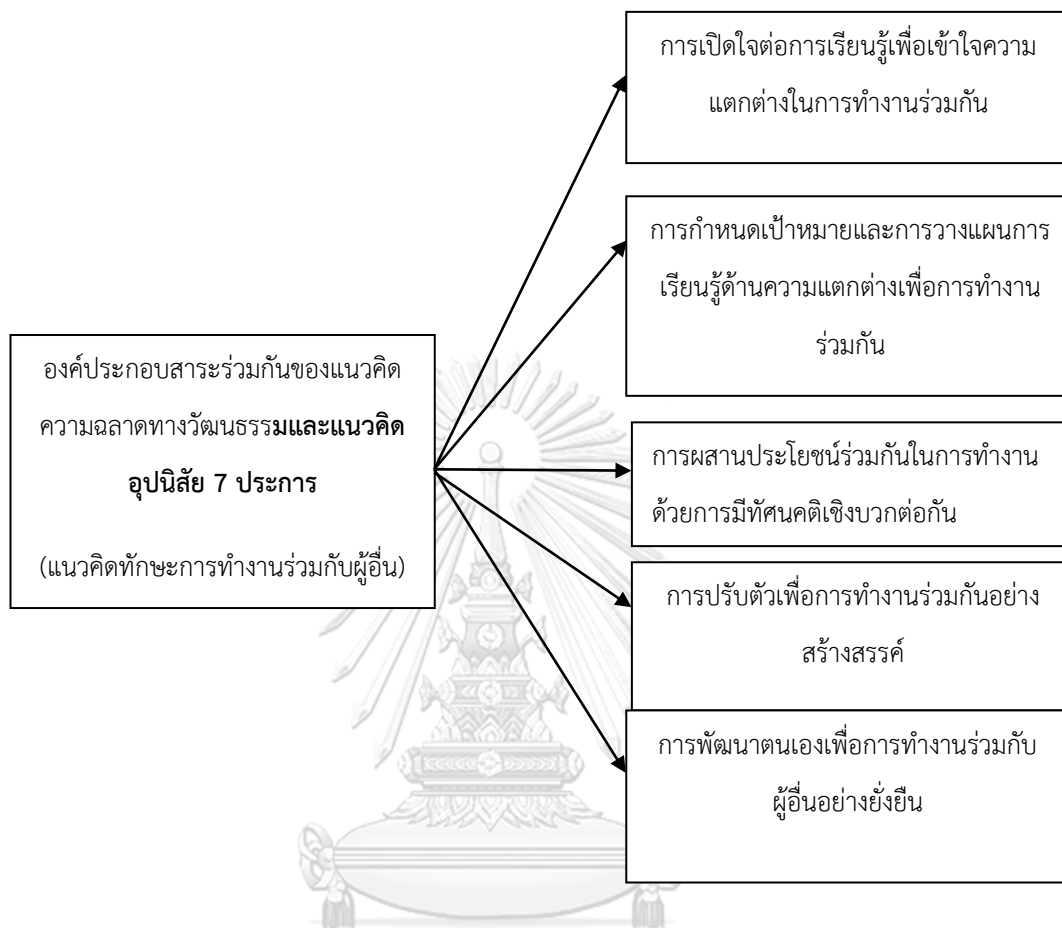 การเปิดใจต่อการเรียนรู้เพื่อเข้าใจความ
แตกต่างในการทำงานร่วมกัน
การกำหนดเป้าหมายและการวางแผนการ
เรียนรู้ด้านความแตกต่างเพื่อการทำงาน
ร่วมกัน
องค์ประกอบสาระร่วมกันของแนวคิด
ความฉลาดทางวัฒนธรรมและแนวคิด
อุปนิสัย 7 ประการ
(แนวคิดทักษะการทำงานร่วมกับผู้อื่น)
การผสานประโยชน์ร่วมกันในการทำงาน
ด้วยการมีทัศนคติเชิงบวกต่อกัน
การปรับตัวเพื่อการทำงานร่วมกันอย่าง
สร้างสรรค์
การพัฒนาตนเองเพื่อการทำงานร่วมกับ
ผู้อื่นอย่างยั่งยืน